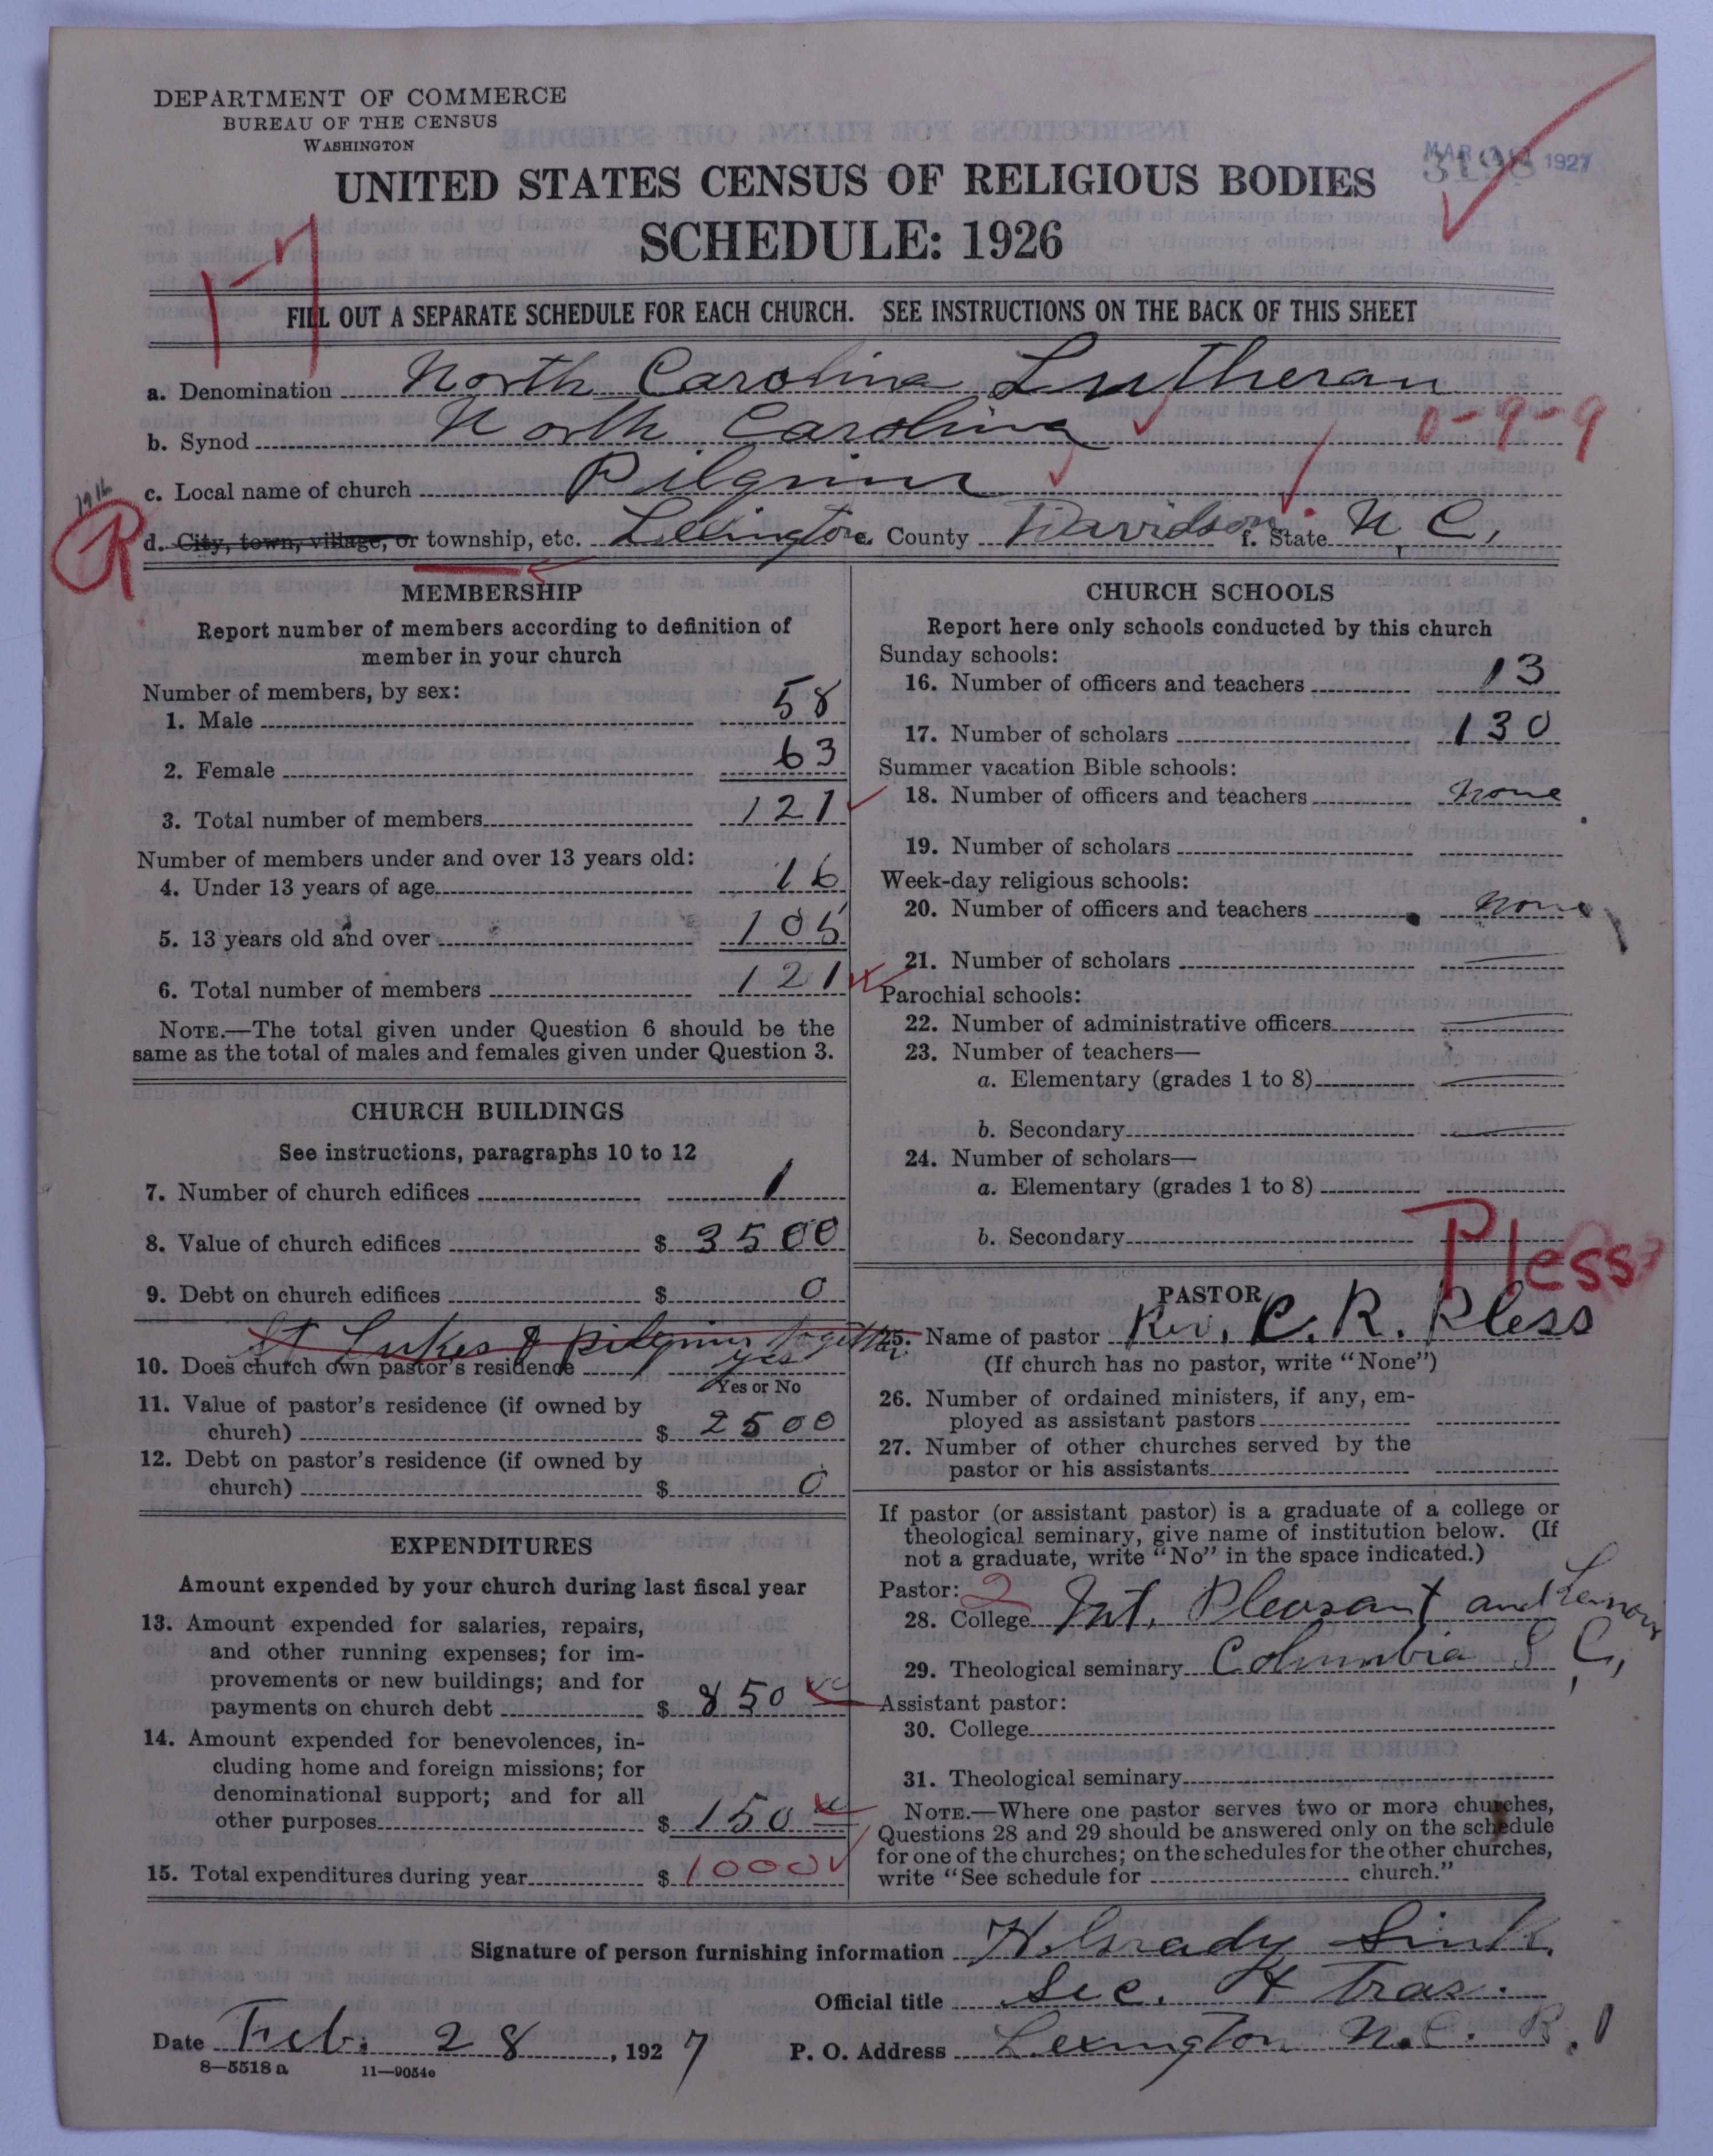 DEPARTMENT OF COMMERCE
BUREAU OF THE CENSUS
WASHINGTON
MAR 1927
3198
UNITED STATES CENSUS OF RELIGIOUS BODIES
SCHEDULE: 1926
17
FILL OUT A SEPARATE SCHEDULE FOR EACH CHURCH. SEE INSTRUCTIONS ON THE BACK OF THIS SHEET
a. Denomination North Carolina Lutheran
b. Synod North Carolina 0-9-9
c. Local name of church Pilgrim
1916
R
d. City, town, village, or township, etc. Lexington e. County Davidson f. State N.C.
MEMBERSHIP
Report number of members according to definition of
member in your church
Number of members, by sex:
1. Male 58
2. Female 63
3. Total number of members 121
Number of members under and over 13 years old:
4. Under 13 years of age 16
5. 13 years old and over 105
6. Total number of members 121
NOTE.—The total given under Question 6 should be the
same as the total of males and females given under Question 3.
CHURCH BUILDINGS
See instructions, paragraphs 10 to 12
7. Number of church edifices 1
8. Value of church edifices $ 3500
9. Debt on church edifices $ 0
St Lukes & Pilgrim together
10. Does church own pastor's residence yes
Yes or No
11. Value of pastor's residence (if owned by
church) $ 2500
12. Debt on pastor's residence (if owned by
church) $ 0
EXPENDITURES
Amount expended by your church during last fiscal year
13. Amount expended for salaries, repairs,
and other running expenses; for im-
provements or new buildings; and for
payments on church debt $ 850
14. Amount expended for benevolences, in-
cluding home and foreign missions; for
denominational support; and for all
other purposes $ 150
15. Total expenditures during year $ 1000
CHURCH SCHOOLS
Report here only schools conducted by this church
Sunday schools:
16. Number of officers and teachers 13
17. Number of scholars 130
Summer vacation Bible schools:
18. Number of officers and teachers none
19. Number of scholars
Week-day religious schools:
20. Number of officers and teachers none
21. Number of scholars
Parochial schools:
22. Number of administrative officers
23. Number of teachers—
a. Elementary (grades 1 to 8)
b. Secondary
24. Number of scholars—
a. Elementary (grades 1 to 8)
b. Secondary
Pless
PASTOR
25. Name of pastor Rev. C. R. Pless
(If church has no pastor, write "None")
26. Number of ordained ministers, if any, em-
ployed as assistant pastors
27. Number of other churches served by the
pastor or his assistants
If pastor (or assistant pastor) is a graduate of a college or
theological seminary, give name of institution below. (If
not a graduate, write "No" in the space indicated.)
Pastor: 2
28. College Mt. Pleasant and Lenoir
29. Theological seminary Columbia S.C.,
Assistant pastor:
30. College
31. Theological seminary
NOTE.—Where one pastor serves two or more churches,
Questions 28 and 29 should be answered only on the schedule
for one of the churches; on the schedules for the other churches,
write "See schedule for church."
Signature of person furnishing information H. Grady Sink
Official title Sec. & Tras.
Date Feb. 28, 1927 P. O. Address Lexington N.C. R.1
8—5518 a 11—9054c